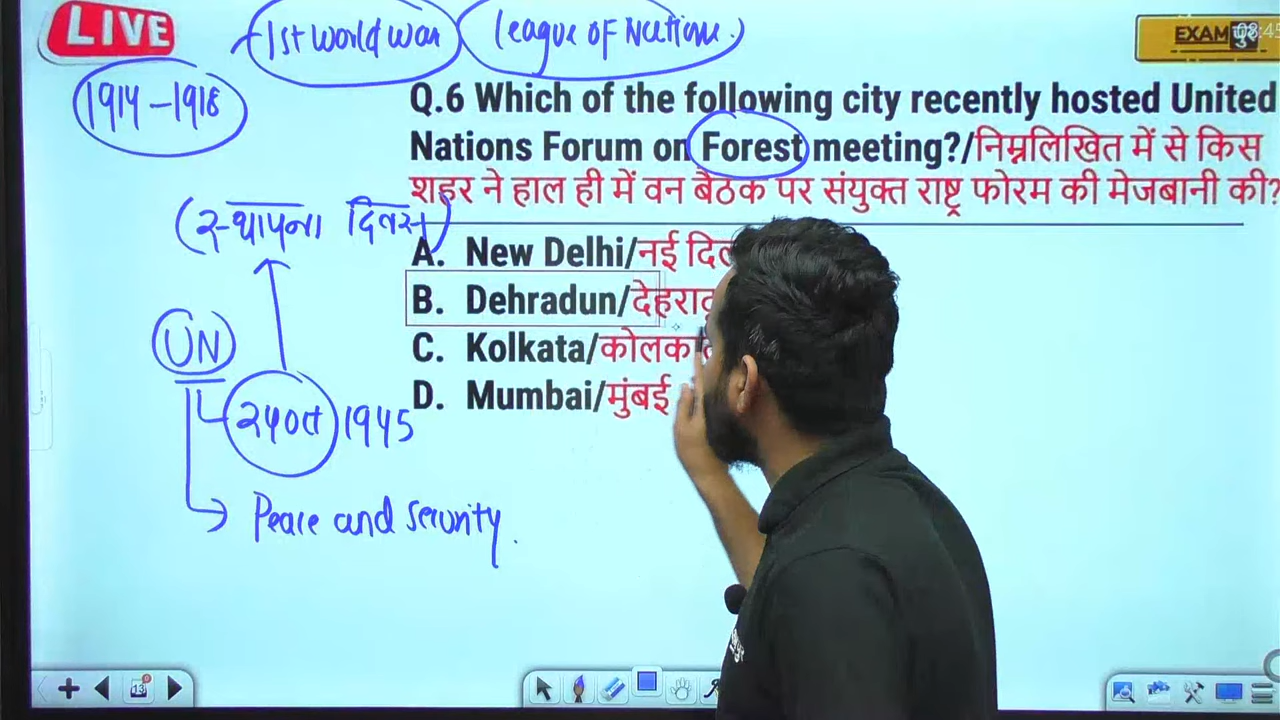 LIVE
1st world war
League of Nations.
EXAM पुर
1914-1918
Q.6 Which of the following city recently hosted United
Nations Forum on Forest meeting?/निम्नलिखित में से किस
शहर ने हाल ही में वन बैठक पर संयुक्त राष्ट्र फोरम की मेजबानी की?
(स्थापना दिवस)
A. New Delhi/नई
B. Dehradun/
C. Kolkata/
D. Mumbai/मुंबई
UN
24 Oct 1945
Peace and security.
13